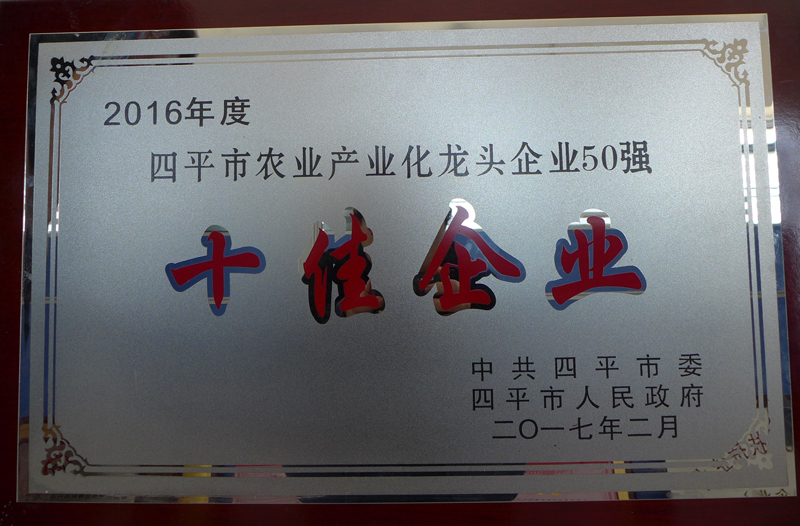 2016年度
四平市农业产业化龙头企业50强
十佳企业
中共四平市委
四平市人民政府
二〇一七年二月